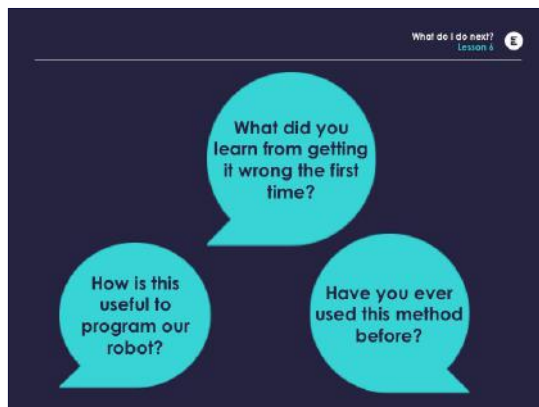 What do I do next?
Lesson 6
E
What did you
learn from getting
it wrong the first
time?
How is this
useful to
program our
robot?
Have you ever
used this method
before?